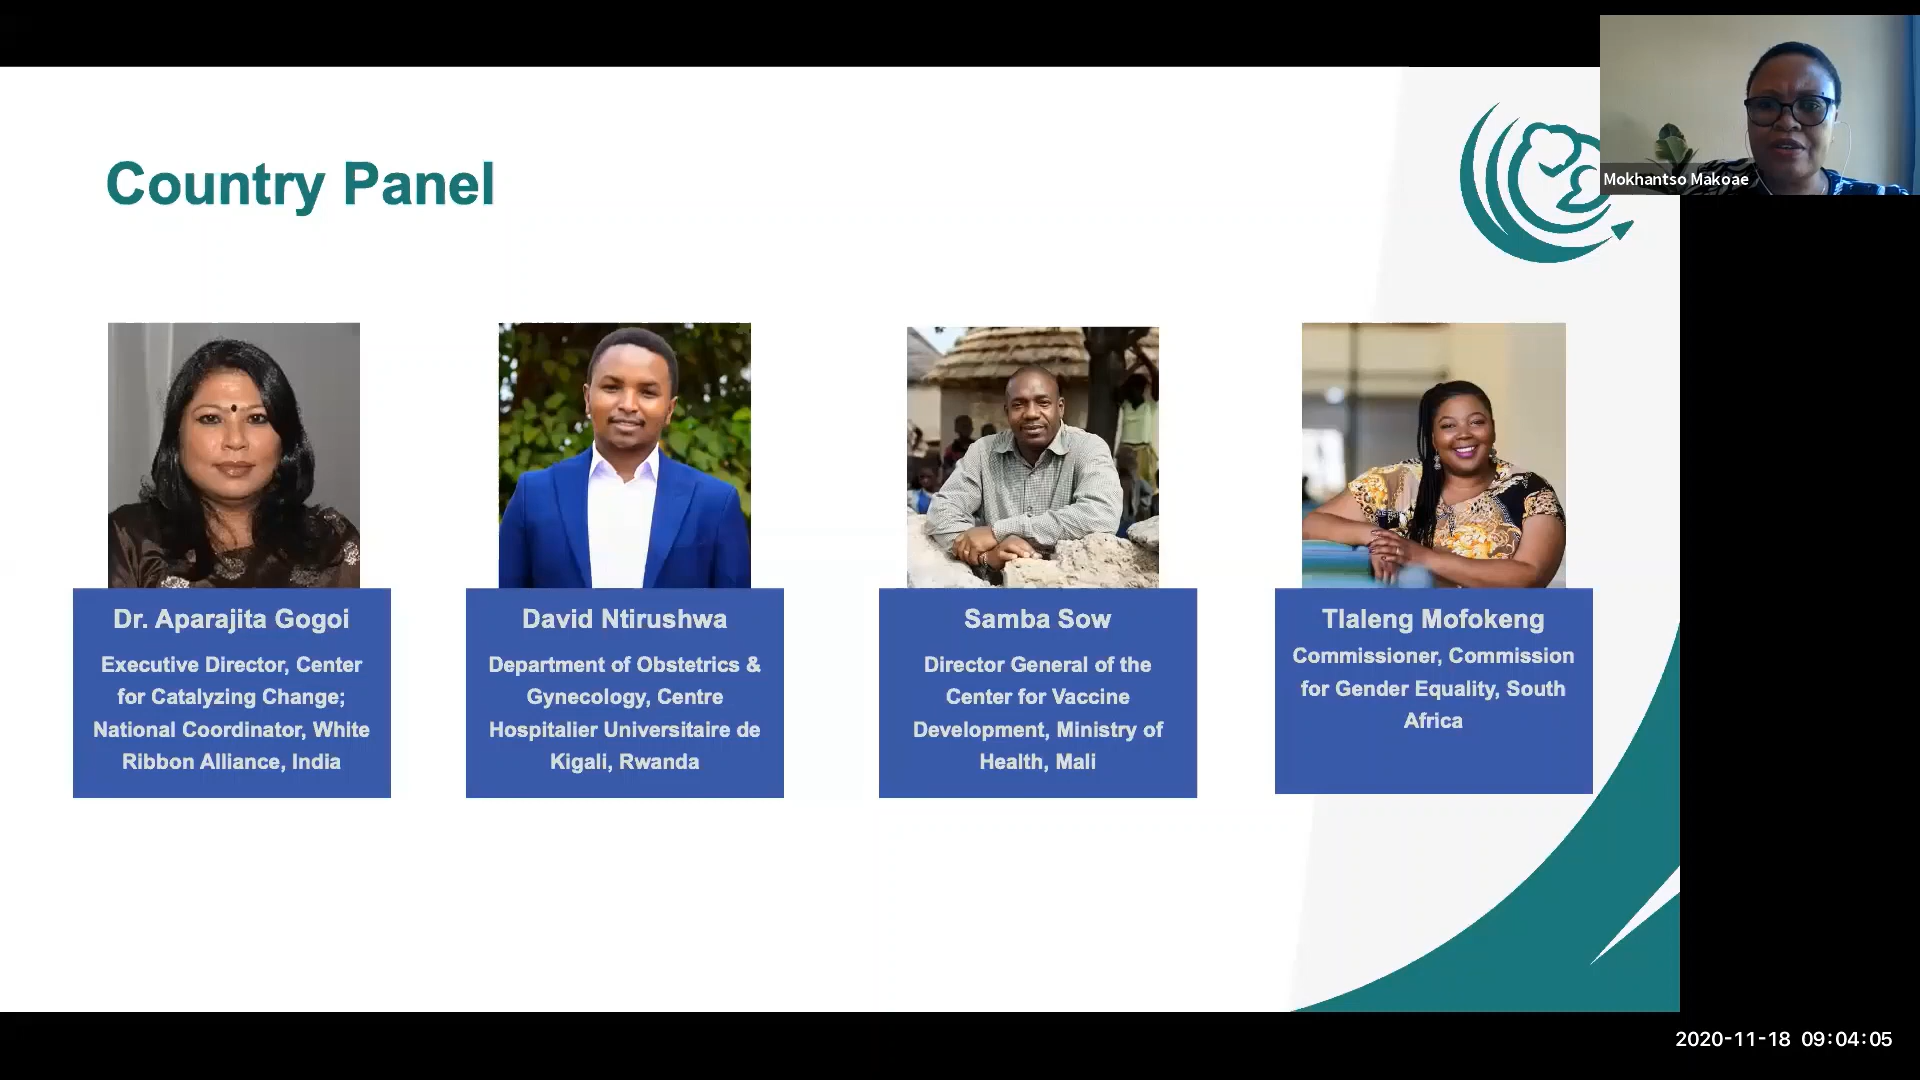 Mokhantso Makoae
Country Panel
Dr. Aparajita Gogoi
Executive Director, Center
for Catalyzing Change;
National Coordinator, White
Ribbon Alliance, India
David Ntirushwa
Department of Obstetrics &
Gynecology, Centre
Hospitalier Universitaire de
Kigali, Rwanda
Samba Sow
Director General of the
Center for Vaccine
Development, Ministry of
Health, Mali
Tlaleng Mofokeng
Commissioner, Commission
for Gender Equality, South
Africa
2020-11-18 09:04:05